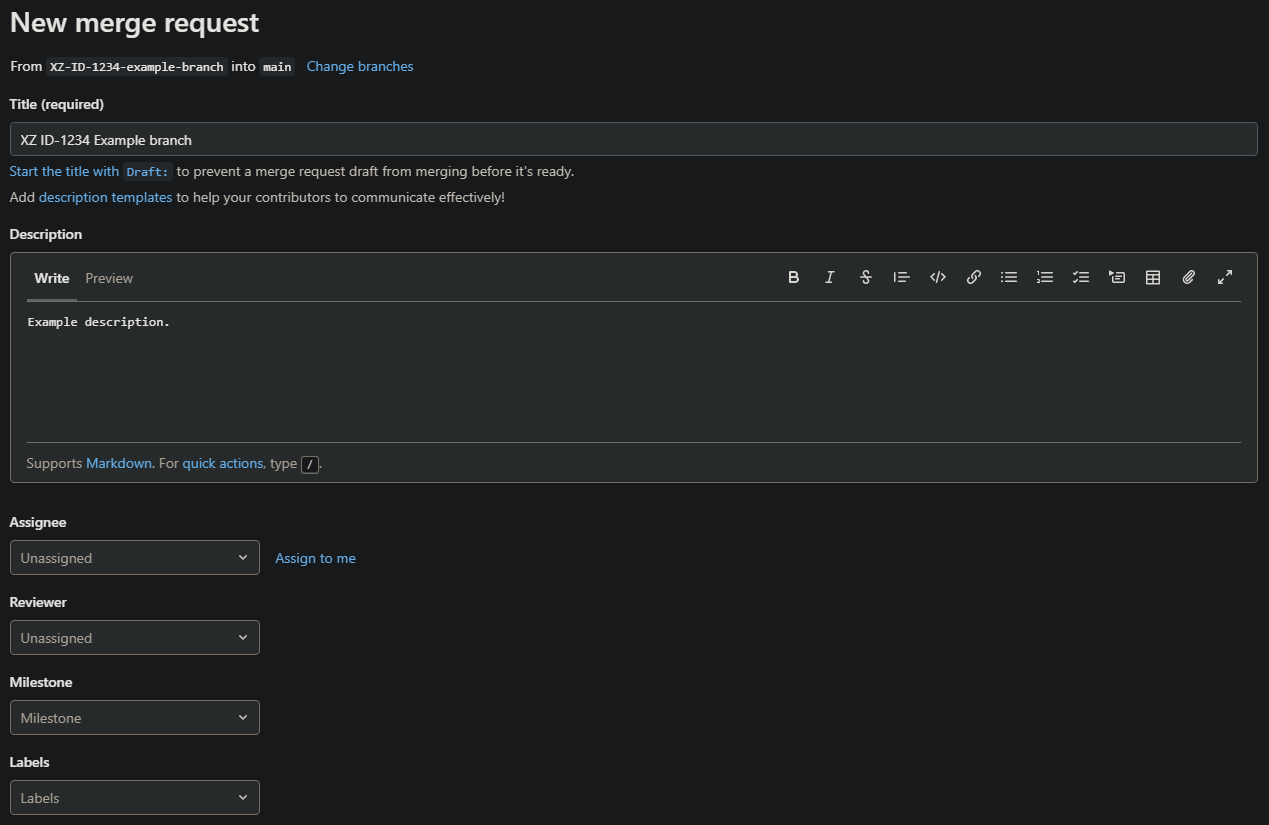 New merge request
From XZ-ID-1234-example-branch into main Change branches
Title (required)
XZ ID-1234 Example branch
Start the title with Draft: to prevent a merge request draft from merging before it's ready.
Add description templates to help your contributors to communicate effectively!
Description
Write Preview
Example description.
Supports Markdown. For quick actions, type /.
Assignee
Unassigned Assign to me
Reviewer
Unassigned
Milestone
Milestone
Labels
Labels